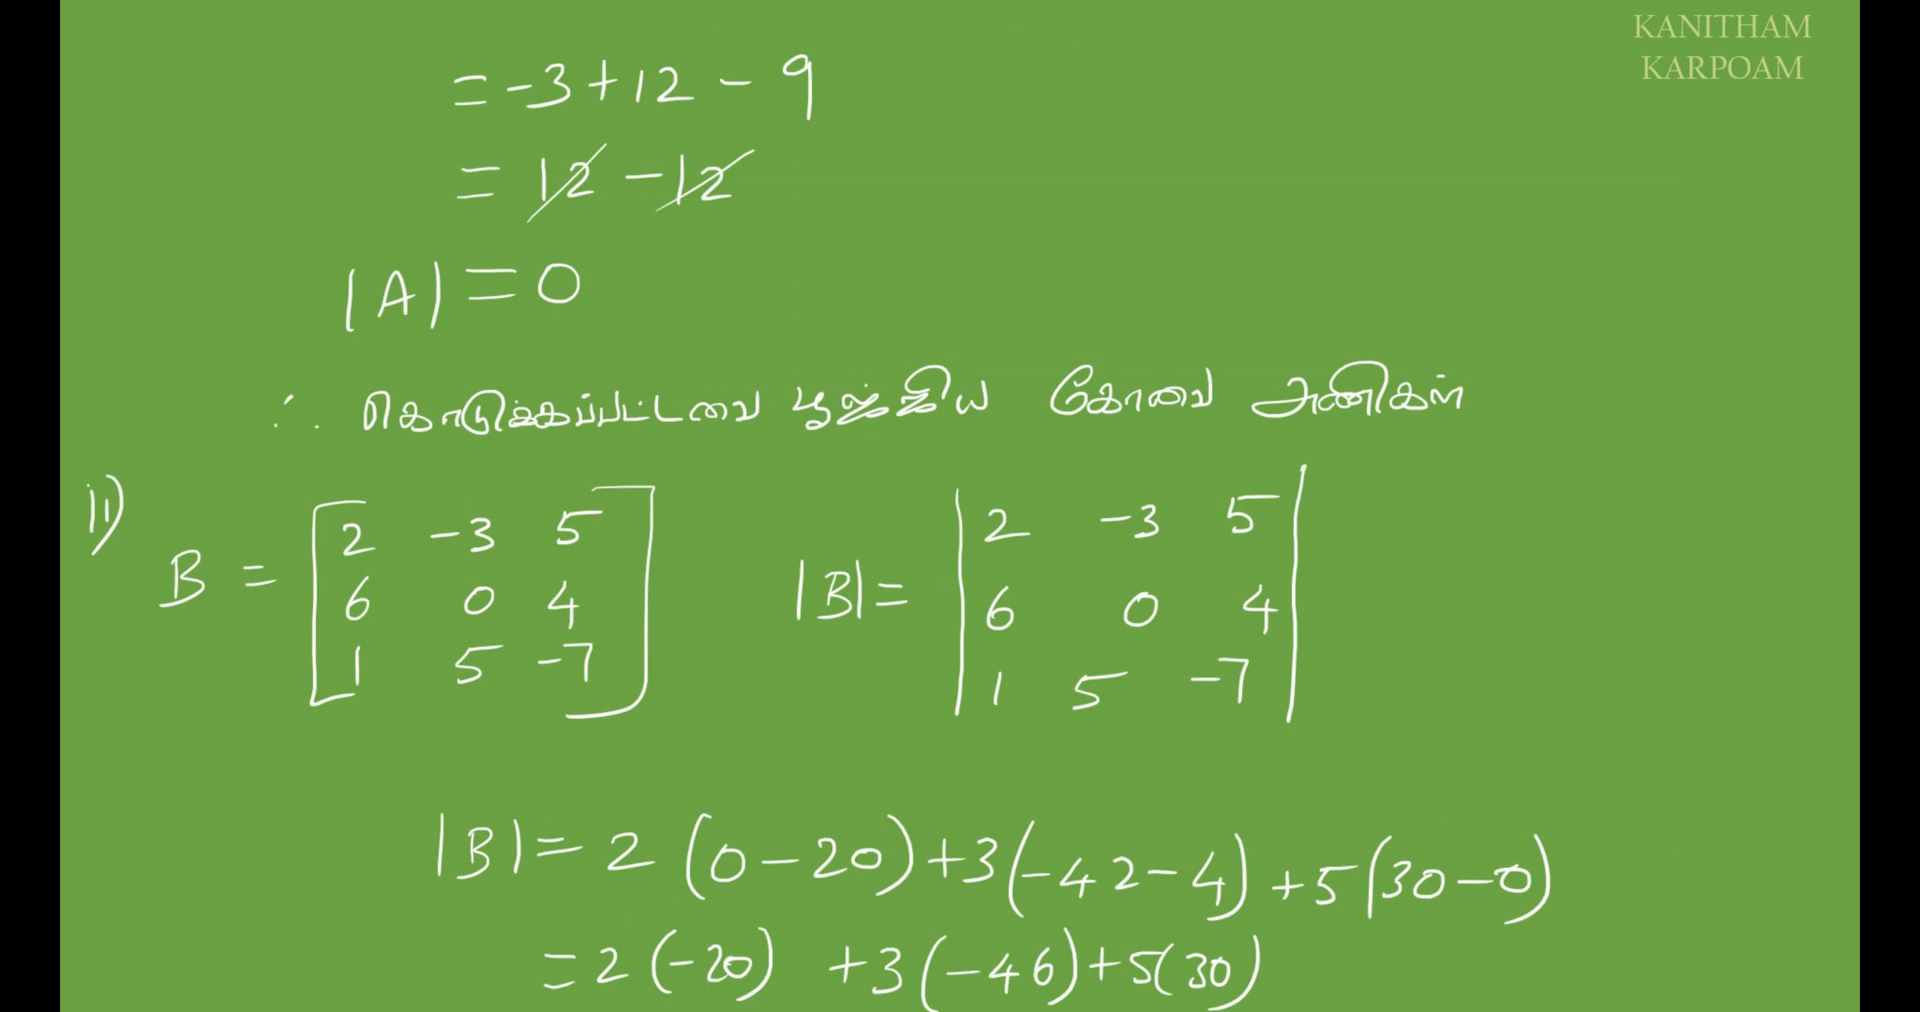 KANITHAM
KARPOAM
= -3 + 12 - 9
= 12 - 12
|A| = 0
∴ கொடுக்கப்பட்டவை பூஜ்ஜிய கோவை அணிகள்
ii)
B = [ 2 -3 5
6 0 4
1 5 -7 ]
|B| = | 2 -3 5
6 0 4
1 5 -7 |
|B| = 2 (0 - 20) + 3(-42 - 4) + 5(30 - 0)
= 2 (-20) + 3(-46) + 5(30)